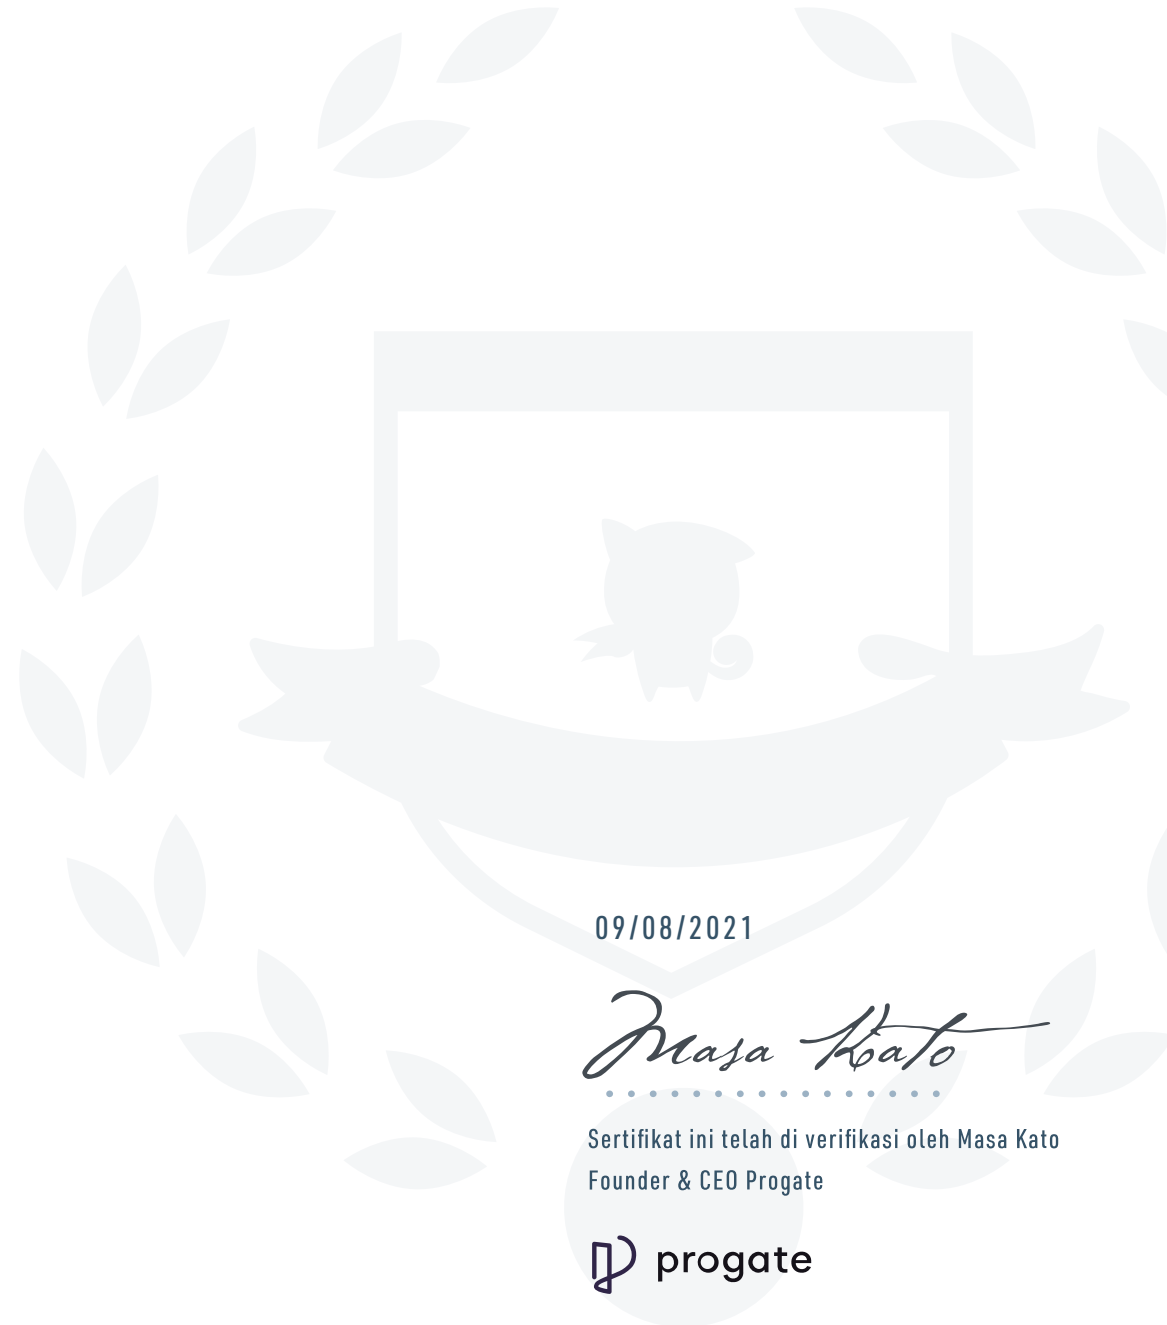 09/08/2021
Masa Kato
Sertifikat ini telah di verifikasi oleh Masa Kato
Founder & CEO Progate
progate